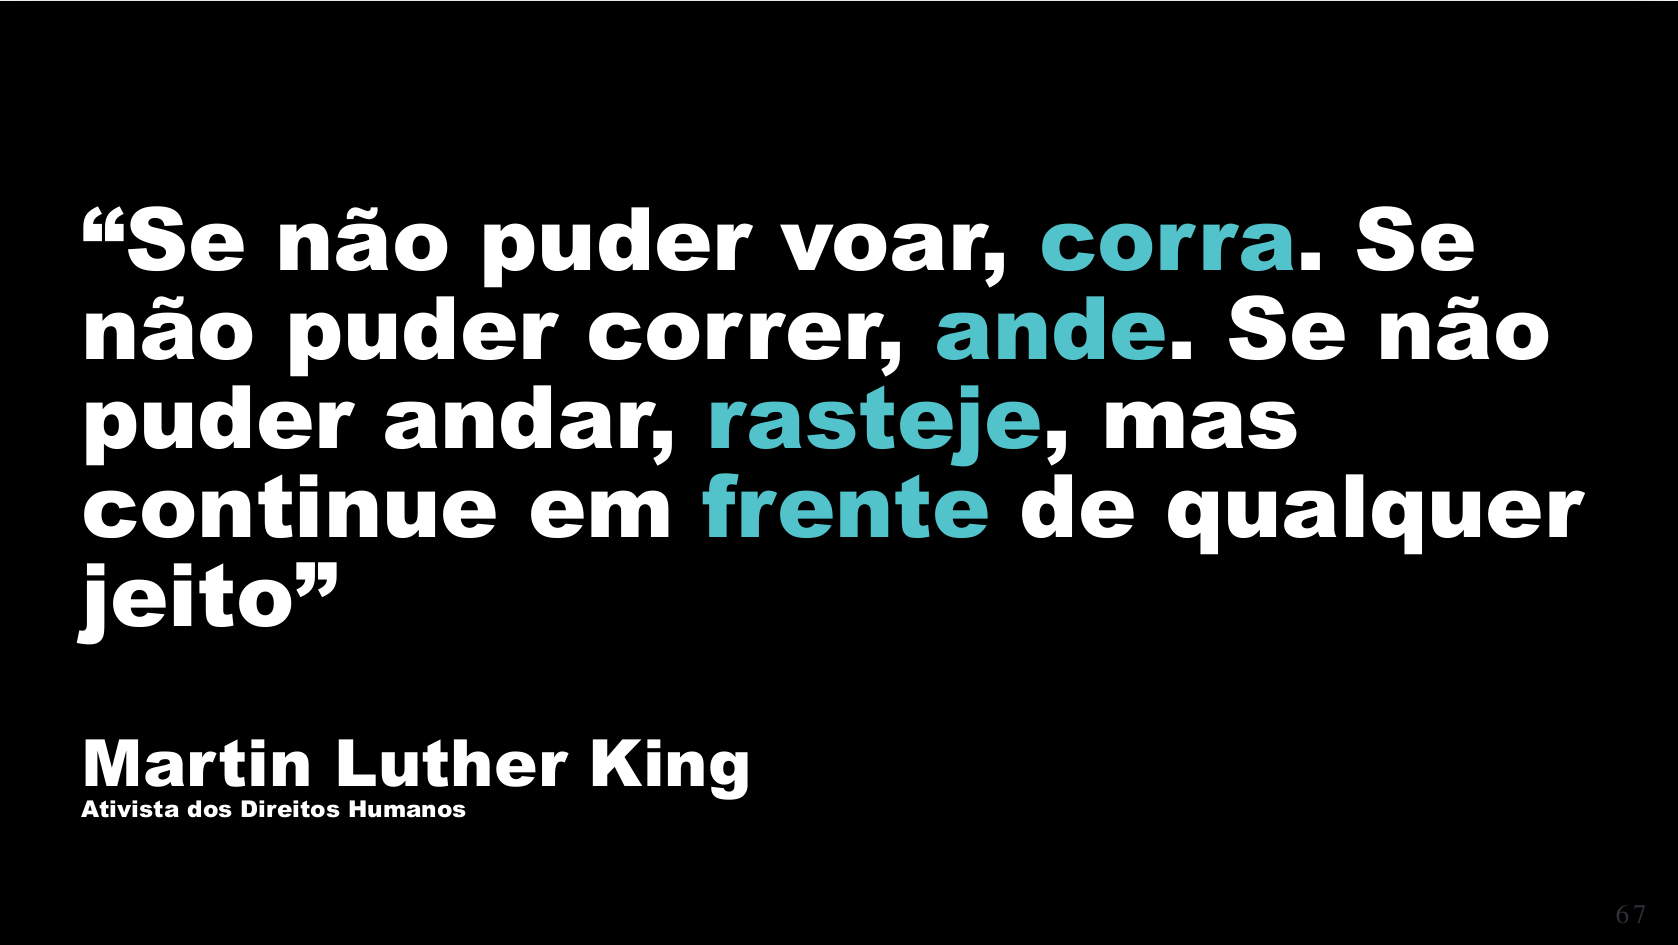 “Se não puder voar, corra. Se
não puder correr, ande. Se não
puder andar, rasteje, mas
continue em frente de qualquer
jeito”
Martin Luther King
Ativista dos Direitos Humanos
67